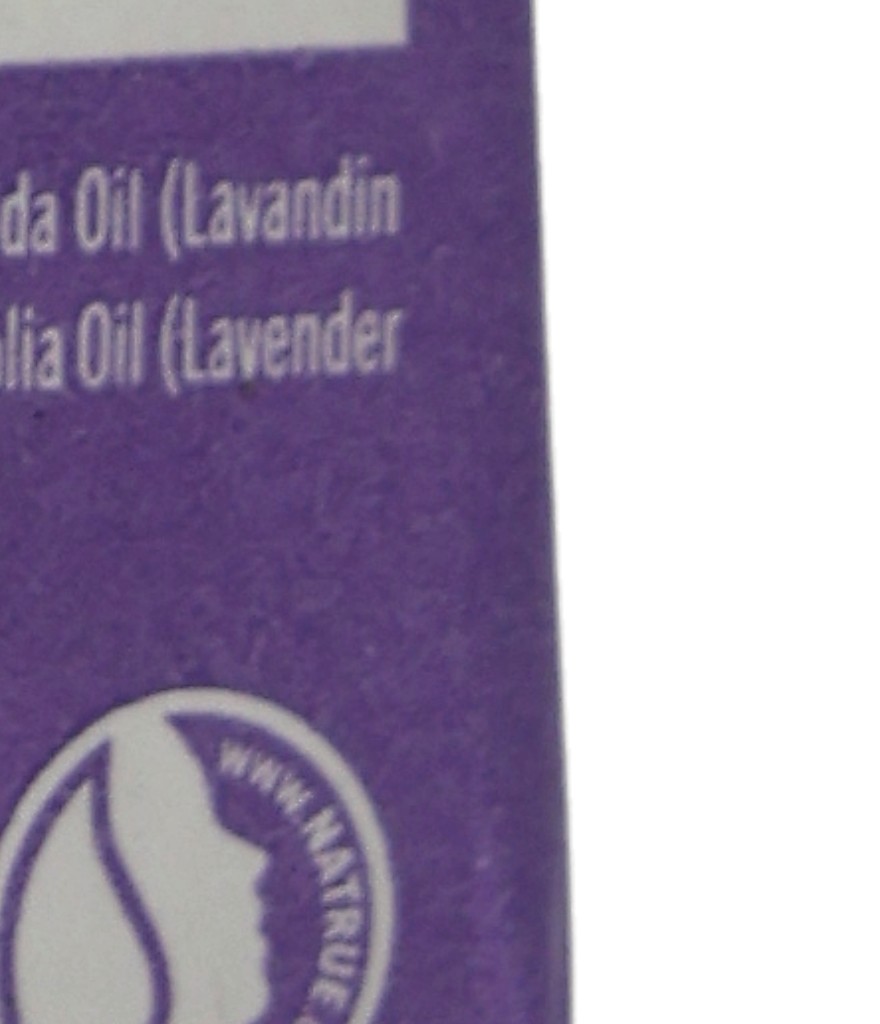 da Oil (Lavandin
lia Oil (Lavender
WWW.NATRUE.